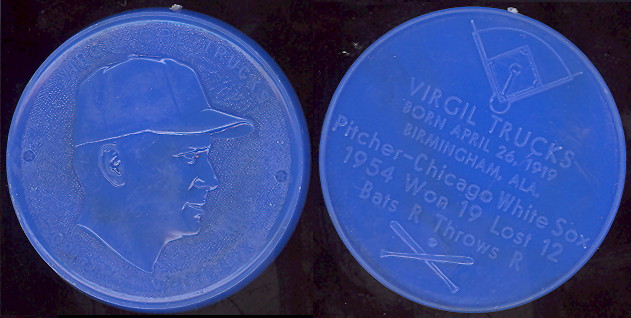 VIRGIL TRUCKS
BORN APRIL 26, 1919
BIRMINGHAM, ALA.
Pitcher-Chicago White Sox
1954 Won 19 Lost 12
Bats R Throws R